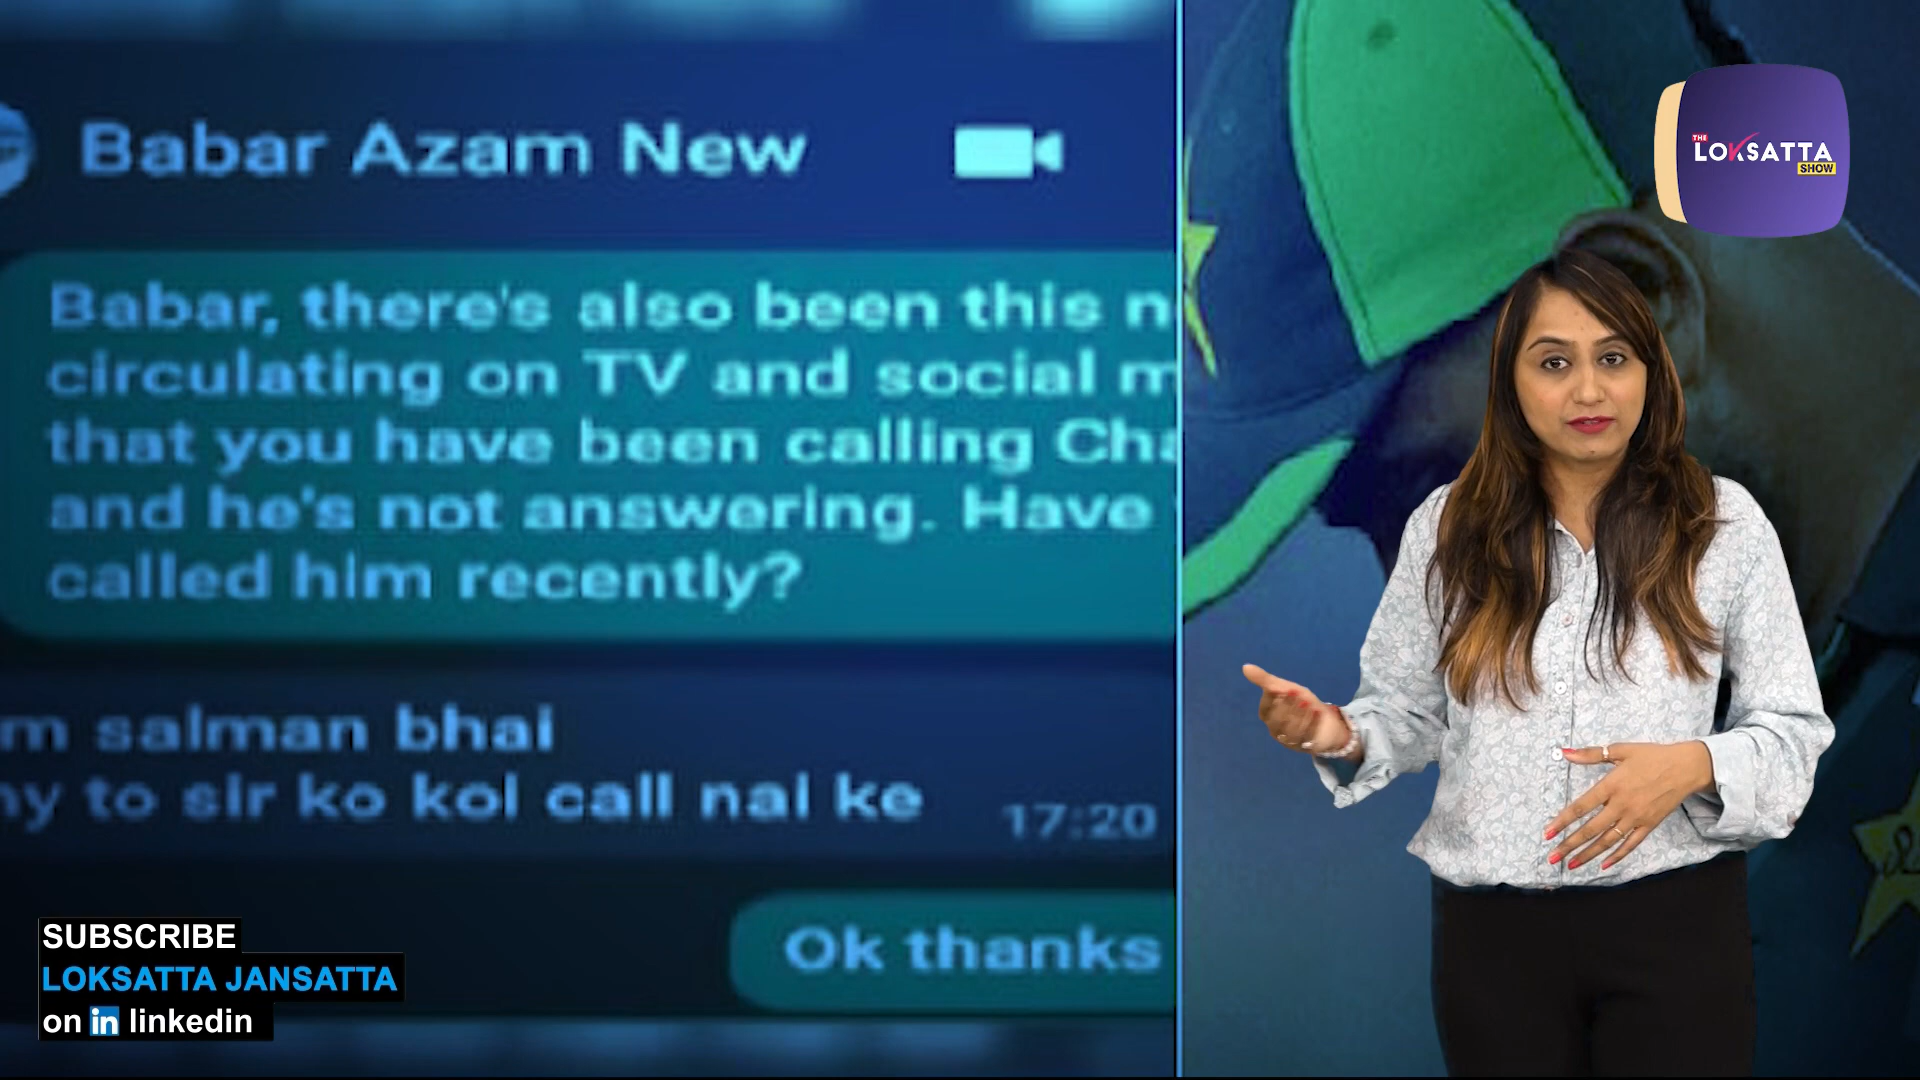 Babar Azam New
Babar, there's also been this
circulating on TV and social
that you have been calling
and he's not answering. Have
called him recently?
salman bhai
to sir ko koi call nai ke
17:20
Ok thanks
THE
LOKSATTA
SHOW
SUBSCRIBE
LOKSATTA JANSATTA
on in linkedin